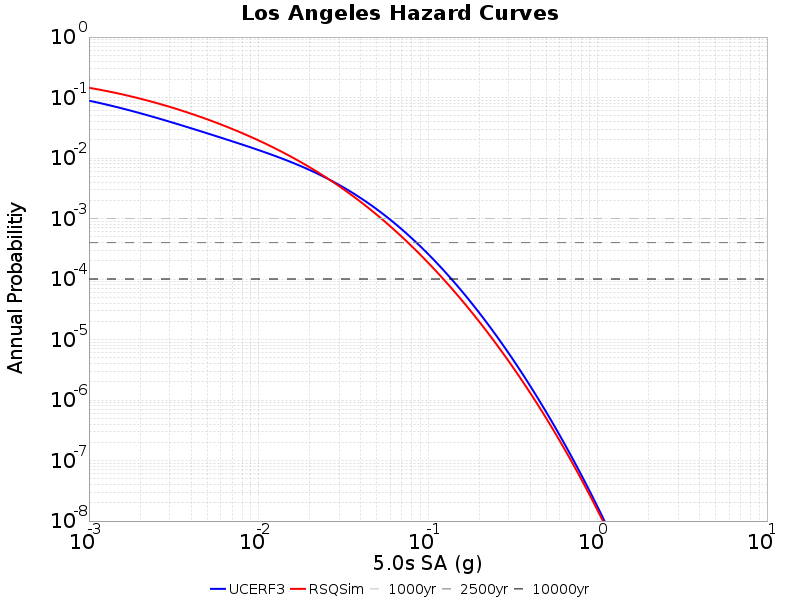 Los Angeles Hazard Curves
10^0
10^-1
10^-2
10^-3
10^-4
10^-5
10^-6
10^-7
10^-8
Annual Probabilitiy
10^-3 10^-2 10^-1 10^0 10^1
5.0s SA (g)
UCERF3 RSQSim 1000yr 2500yr 10000yr